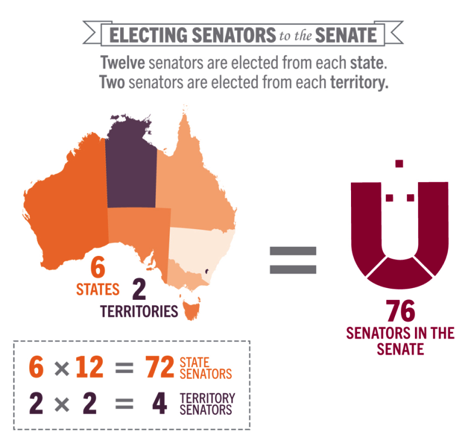 ELECTING SENATORS to the SENATE
Twelve senators are elected from each state.
Two senators are elected from each territory.
6
STATES
2
TERRITORIES
=
76
SENATORS IN THE
SENATE
6 × 12 = 72 STATE
SENATORS
2 × 2 = 4 TERRITORY
SENATORS